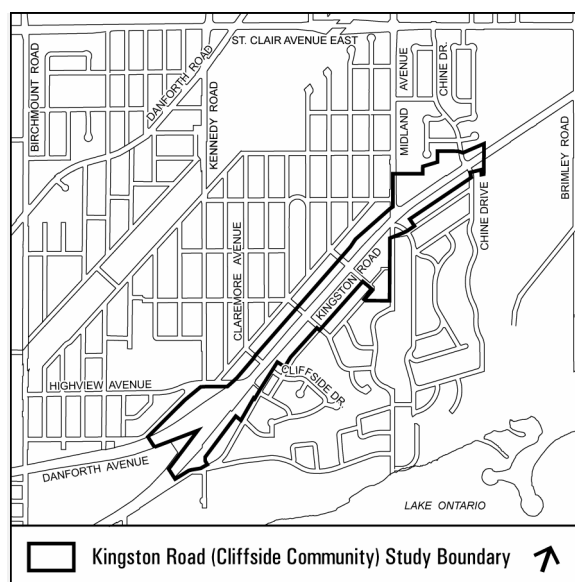 ST. CLAIR AVENUE EAST
BIRCHMOUNT ROAD
DANFORTH ROAD
KENNEDY ROAD
MIDLAND AVENUE
CHINE DR.
BRIMLEY ROAD
CLAREMORE AVENUE
KINGSTON ROAD
CHINE DRIVE
HIGHVIEW AVENUE
CLIFFSIDE DR.
DANFORTH AVENUE
LAKE ONTARIO
Kingston Road (Cliffside Community) Study Boundary